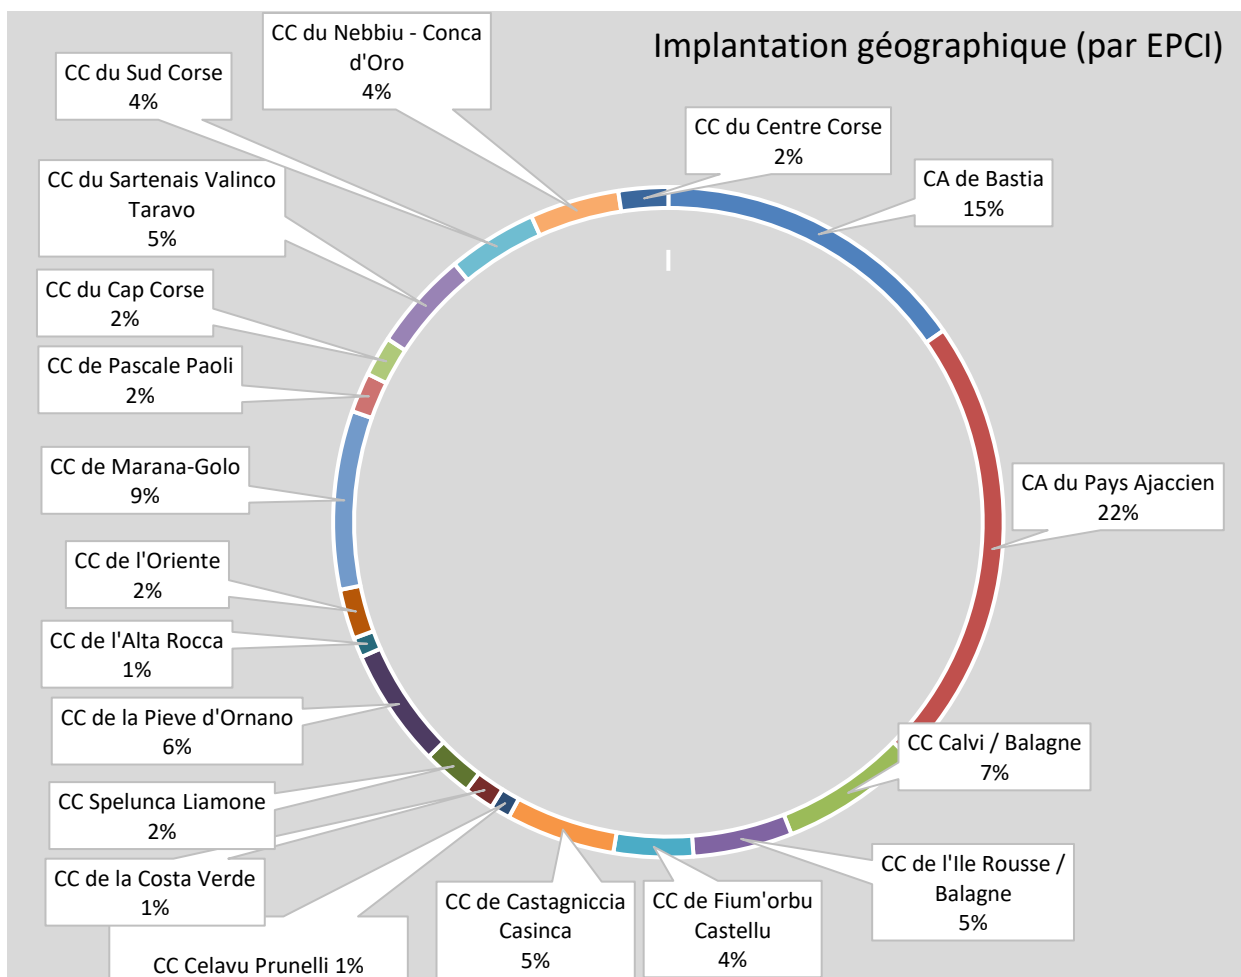 Implantation géographique (par EPCI)
CC du Nebbiu - Conca
d'Oro
4%
CC du Sud Corse
4%
CC du Centre Corse
2%
CA de Bastia
15%
CC du Sartenais Valinco
Taravo
5%
CC du Cap Corse
2%
CC de Pascale Paoli
2%
CC de Marana-Golo
9%
CA du Pays Ajaccien
22%
CC de l'Oriente
2%
CC de l'Alta Rocca
1%
CC de la Pieve d'Ornano
6%
CC Calvi / Balagne
7%
CC Spelunca Liamone
2%
CC de la Costa Verde
1%
CC Celavu Prunelli 1%
CC de Castagniccia
Casinca
5%
CC de Fium'orbu
Castellu
4%
CC de l'Ile Rousse /
Balagne
5%